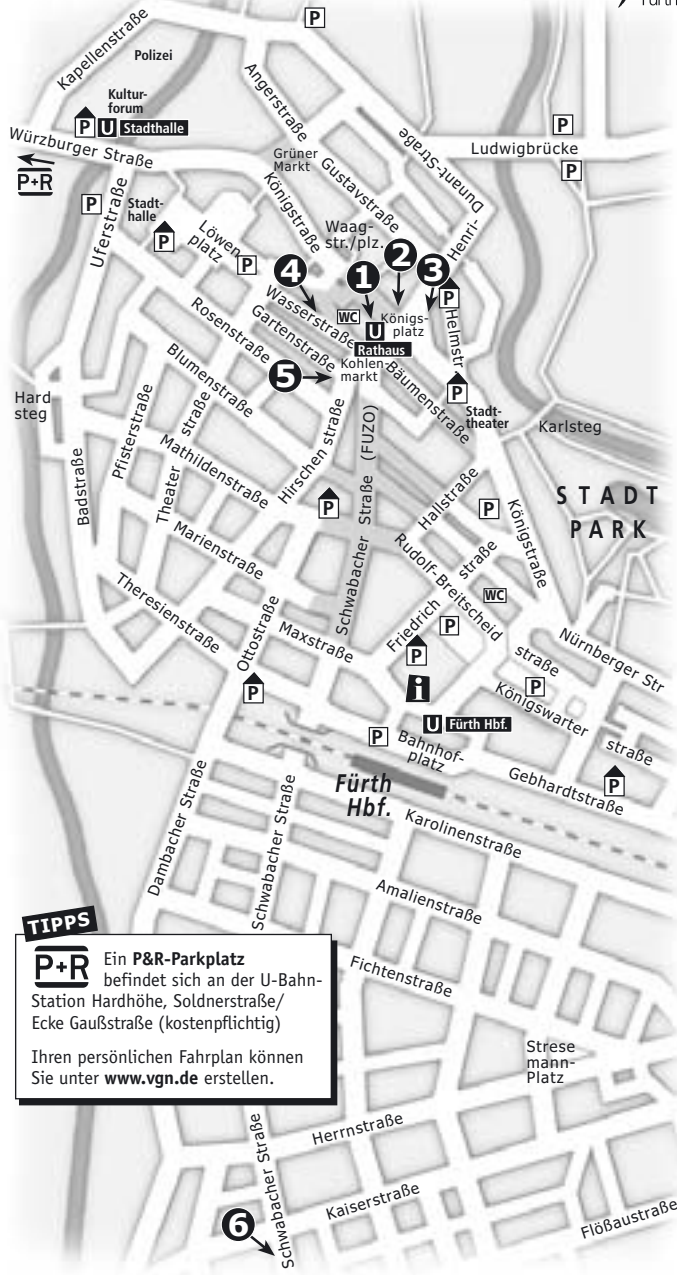 Fürth
P
Kapellenstraße
Polizei
Angerstraße
Kultur-
forum
P U Stadthalle
P
Würzburger Straße
Grüner
Markt
Gustavstraße
Henri-Dunant-Straße
Ludwigbrücke
P
P+R
P
Stadt-
halle
P
Uferstraße
Königstraße
Löwen
platz
P
Waag-
str./plz.
4
1
2
3
P
Wasserstraße
WC
U
Königs-
platz
Helmstr
Rathaus
Gartenstraße
Rosenstraße
Kohlen-
markt
5
Bäumenstraße
P
Stadt-
theater
Blumenstraße
Hard
steg
Karlsteg
Pfisterstraße
Theater straße
Mathildenstraße
Hirschen straße
Schwabacher Straße (FUZO)
Hallstraße
STADT
PARK
Badstraße
P
P
Königstraße
Marienstraße
Rudolf-Breitscheid straße
WC
Friedrich straße
P
Theresienstraße
Ottostraße
Maxstraße
Nürnberger Str
P
P
i
P
Königswarter straße
U Fürth Hbf.
P
Bahnhof-
platz
Gebhardtstraße
P
Fürth
Hbf.
Dambacher Straße
Schwabacher Straße
Karolinenstraße
Amalienstraße
Fichtenstraße
TIPPS
P+R Ein P&R-Parkplatz
befindet sich an der U-Bahn-
Station Hardhöhe, Soldnerstraße/
Ecke Gaußstraße (kostenpflichtig)
Ihren persönlichen Fahrplan können
Sie unter www.vgn.de erstellen.
Strese
mann-
Platz
Herrnstraße
Schwabacher Straße
Kaiserstraße
6
Flößaustraße